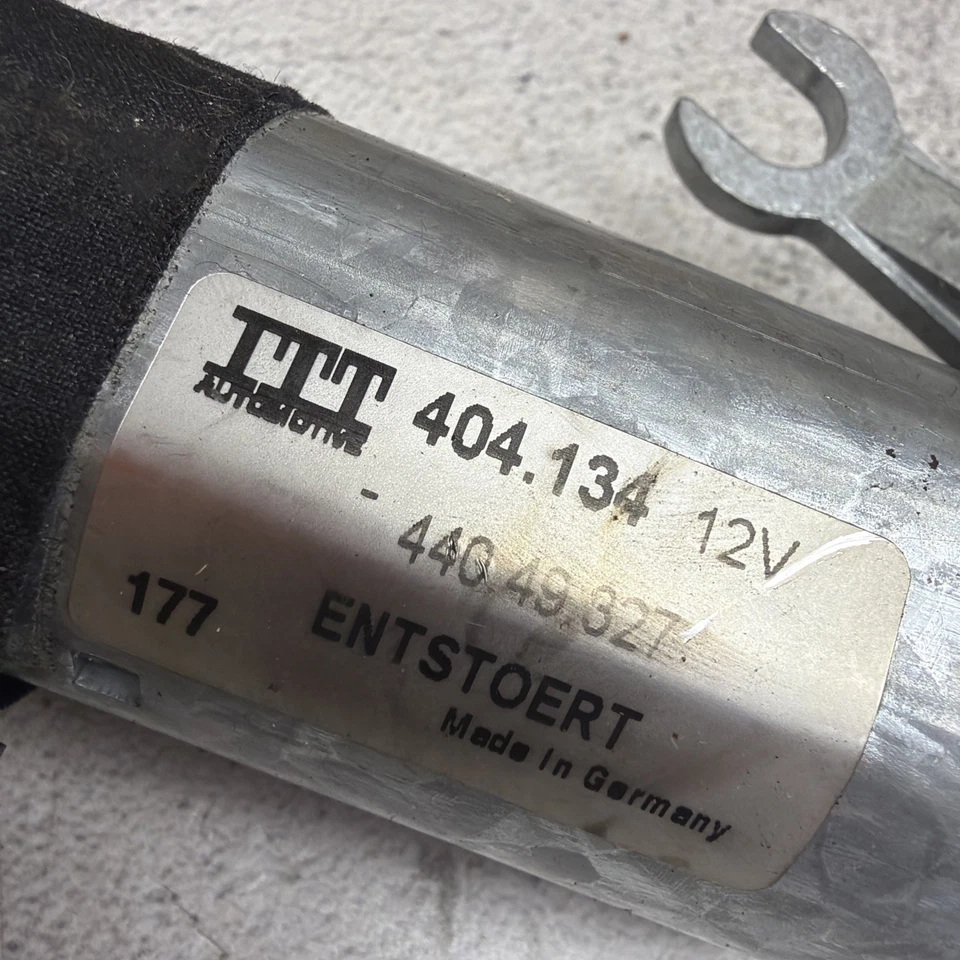 ITT
AUTOMOTIVE
404.134 12V
- 440.49.327
177 ENTSTOERT
Made in Germany